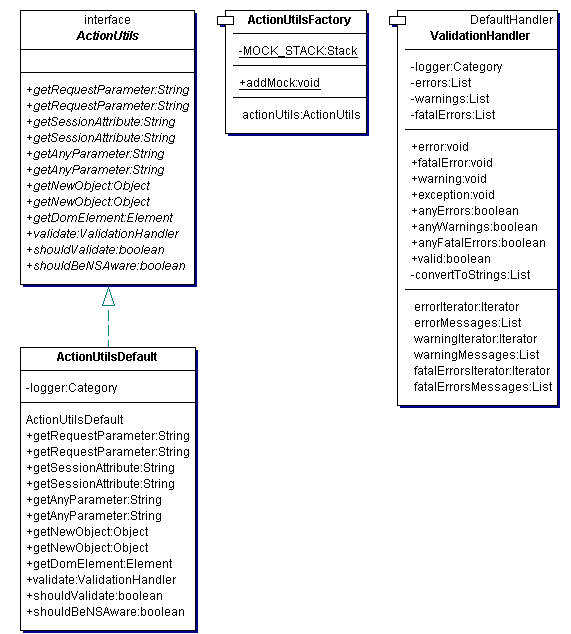 interface
ActionUtils
+getRequestParameter:String
+getRequestParameter:String
+getSessionAttribute:String
+getSessionAttribute:String
+getAnyParameter:String
+getAnyParameter:String
+getNewObject:Object
+getNewObject:Object
+getDomElement:Element
+validate:ValidationHandler
+shouldValidate:boolean
+shouldBeNSAware:boolean
ActionUtilsFactory
-MOCK_STACK:Stack
+addMock:void
actionUtils:ActionUtils
DefaultHandler
ValidationHandler
-logger:Category
-errors:List
-warnings:List
-fatalErrors:List
+error:void
+fatalError:void
+warning:void
+exception:void
+anyErrors:boolean
+anyWarnings:boolean
+anyFatalErrors:boolean
+valid:boolean
-convertToStrings:List
errorIterator:Iterator
errorMessages:List
warningIterator:Iterator
warningMessages:List
fatalErrorsIterator:Iterator
fatalErrorsMessages:List
ActionUtilsDefault
-logger:Category
ActionUtilsDefault
+getRequestParameter:String
+getRequestParameter:String
+getSessionAttribute:String
+getSessionAttribute:String
+getAnyParameter:String
+getAnyParameter:String
+getNewObject:Object
+getNewObject:Object
+getDomElement:Element
+validate:ValidationHandler
+shouldValidate:boolean
+shouldBeNSAware:boolean